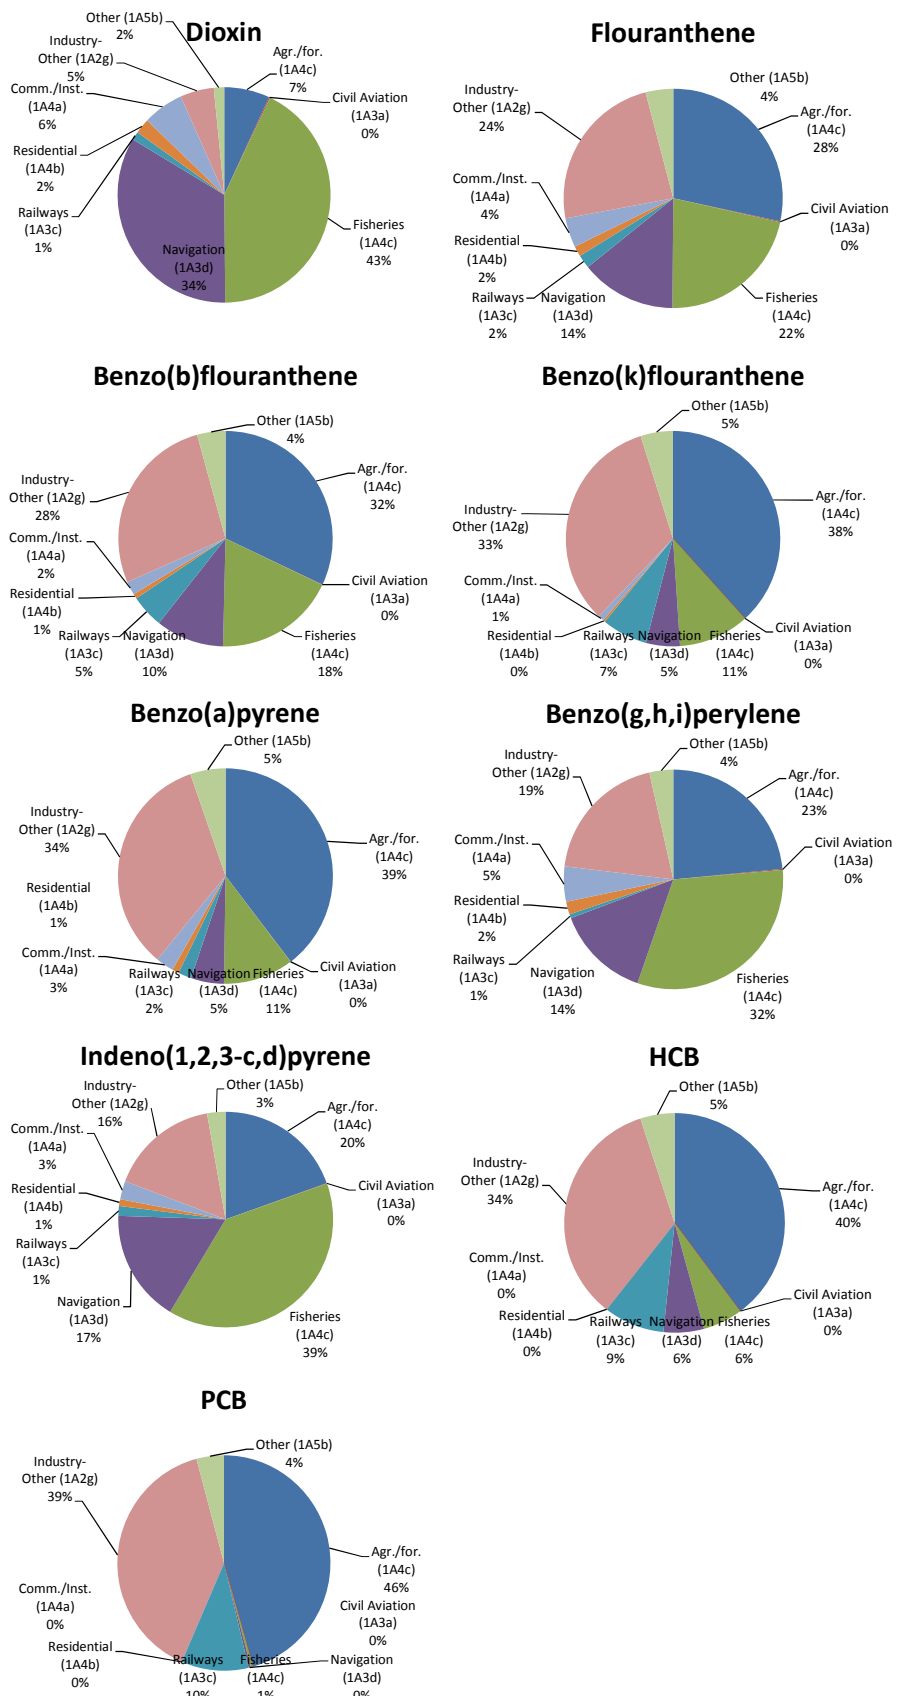 Dioxin
Other (1A5b)
2%
Industry-
Other (1A2g)
5%
Comm./Inst.
(1A4a)
6%
Residential
(1A4b)
2%
Railways
(1A3c)
1%
Navigation
(1A3d)
34%
Agr./for.
(1A4c)
7%
Civil Aviation
(1A3a)
0%
Fisheries
(1A4c)
43%
Flouranthene
Other (1A5b)
4%
Industry-
Other (1A2g)
24%
Comm./Inst.
(1A4a)
4%
Residential
(1A4b)
2%
Railways
(1A3c)
2%
Navigation
(1A3d)
14%
Agr./for.
(1A4c)
28%
Civil Aviation
(1A3a)
0%
Fisheries
(1A4c)
22%
Benzo(b)flouranthene
Other (1A5b)
4%
Industry-
Other (1A2g)
28%
Comm./Inst.
(1A4a)
2%
Residential
(1A4b)
1%
Railways
(1A3c)
5%
Navigation
(1A3d)
10%
Agr./for.
(1A4c)
32%
Civil Aviation
(1A3a)
0%
Fisheries
(1A4c)
18%
Benzo(k)flouranthene
Other (1A5b)
5%
Industry-
Other (1A2g)
33%
Comm./Inst.
(1A4a)
1%
Residential
(1A4b)
0%
Railways
(1A3c)
7%
Navigation
(1A3d)
5%
Fisheries
(1A4c)
11%
Agr./for.
(1A4c)
38%
Civil Aviation
(1A3a)
0%
Benzo(a)pyrene
Other (1A5b)
5%
Industry-
Other (1A2g)
34%
Residential
(1A4b)
1%
Comm./Inst.
(1A4a)
3%
Railways
(1A3c)
2%
Navigation
(1A3d)
5%
Fisheries
(1A4c)
11%
Agr./for.
(1A4c)
39%
Civil Aviation
(1A3a)
0%
Benzo(g,h,i)perylene
Other (1A5b)
4%
Industry-
Other (1A2g)
19%
Comm./Inst.
(1A4a)
5%
Residential
(1A4b)
2%
Railways
(1A3c)
1%
Navigation
(1A3d)
14%
Agr./for.
(1A4c)
23%
Civil Aviation
(1A3a)
0%
Fisheries
(1A4c)
32%
Indeno(1,2,3-c,d)pyrene
Other (1A5b)
3%
Industry-
Other (1A2g)
16%
Comm./Inst.
(1A4a)
3%
Residential
(1A4b)
1%
Railways
(1A3c)
1%
Navigation
(1A3d)
17%
Agr./for.
(1A4c)
20%
Civil Aviation
(1A3a)
0%
Fisheries
(1A4c)
39%
HCB
Other (1A5b)
5%
Industry-
Other (1A2g)
34%
Comm./Inst.
(1A4a)
0%
Residential
(1A4b)
0%
Railways
(1A3c)
9%
Navigation
(1A3d)
6%
Fisheries
(1A4c)
6%
Agr./for.
(1A4c)
40%
Civil Aviation
(1A3a)
0%
PCB
Other (1A5b)
4%
Industry-
Other (1A2g)
39%
Comm./Inst.
(1A4a)
0%
Residential
(1A4b)
0%
Railways
(1A3c)
10%
Fisheries
(1A4c)
1%
Agr./for.
(1A4c)
46%
Civil Aviation
(1A3a)
0%
Navigation
(1A3d)
0%